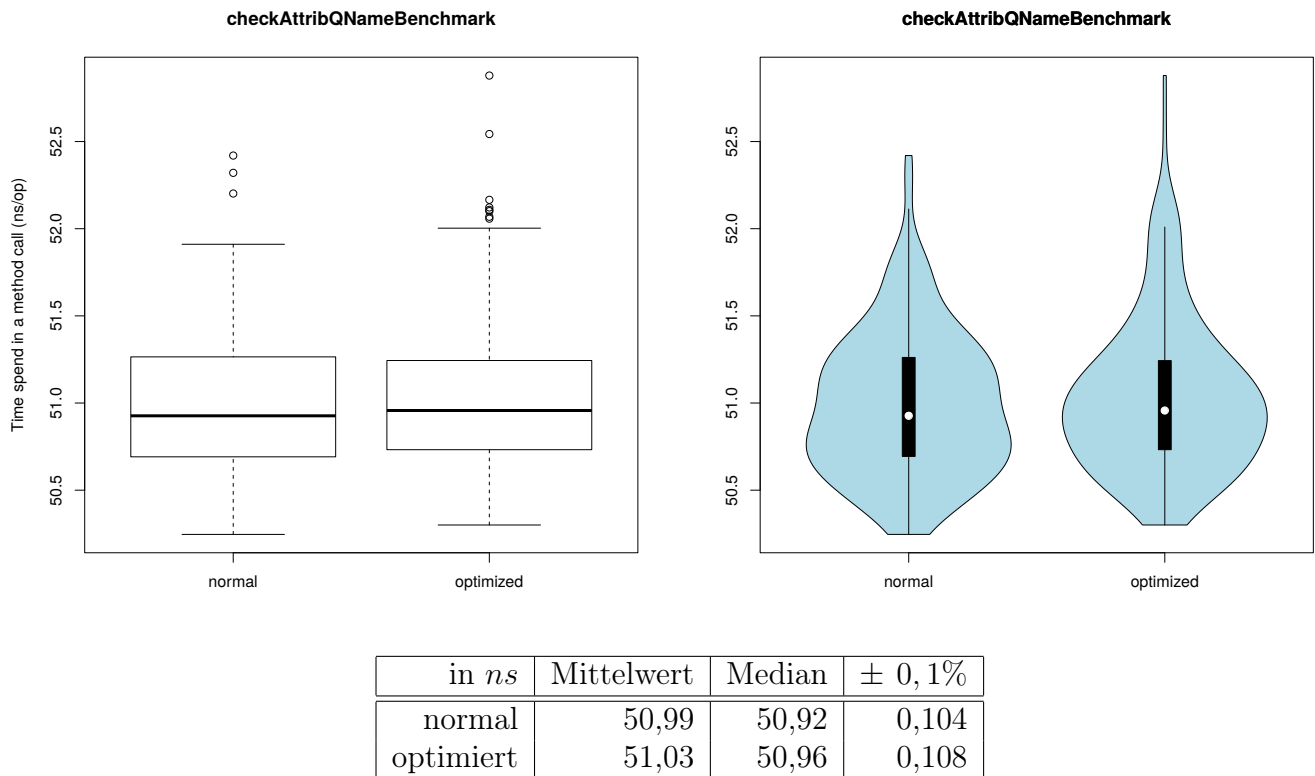 checkAttribQNameBenchmark
Time spend in a method call (ns/op)
52.5
52.0
51.5
51.0
50.5
normal optimized
checkAttribQNameBenchmark
52.5
52.0
51.5
51.0
50.5
normal optimized
in ns Mittelwert Median ± 0,1%
normal 50,99 50,92 0,104
optimiert 51,03 50,96 0,108